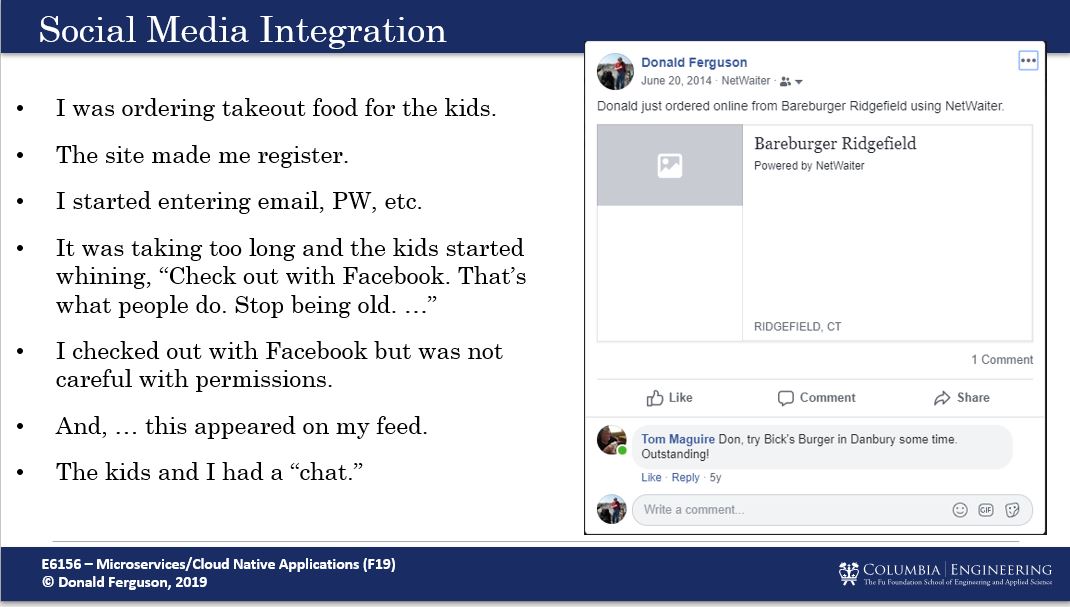 Social Media Integration
• I was ordering takeout food for the kids.
• The site made me register.
• I started entering email, PW, etc.
• It was taking too long and the kids started
whining, “Check out with Facebook. That’s
what people do. Stop being old. …”
• I checked out with Facebook but was not
careful with permissions.
• And, … this appeared on my feed.
• The kids and I had a “chat.”
Donald Ferguson
June 20, 2014 · NetWaiter ·
Donald just ordered online from Bareburger Ridgefield using NetWaiter.
Bareburger Ridgefield
Powered by NetWaiter
RIDGEFIELD, CT
1 Comment
Like Comment Share
Tom Maguire Don, try Bick's Burger in Danbury some time.
Outstanding!
Like · Reply · 5y
Write a comment...
GIF
E6156 – Microservices/Cloud Native Applications (F19)
© Donald Ferguson, 2019
COLUMBIA | ENGINEERING
The Fu Foundation School of Engineering and Applied Science